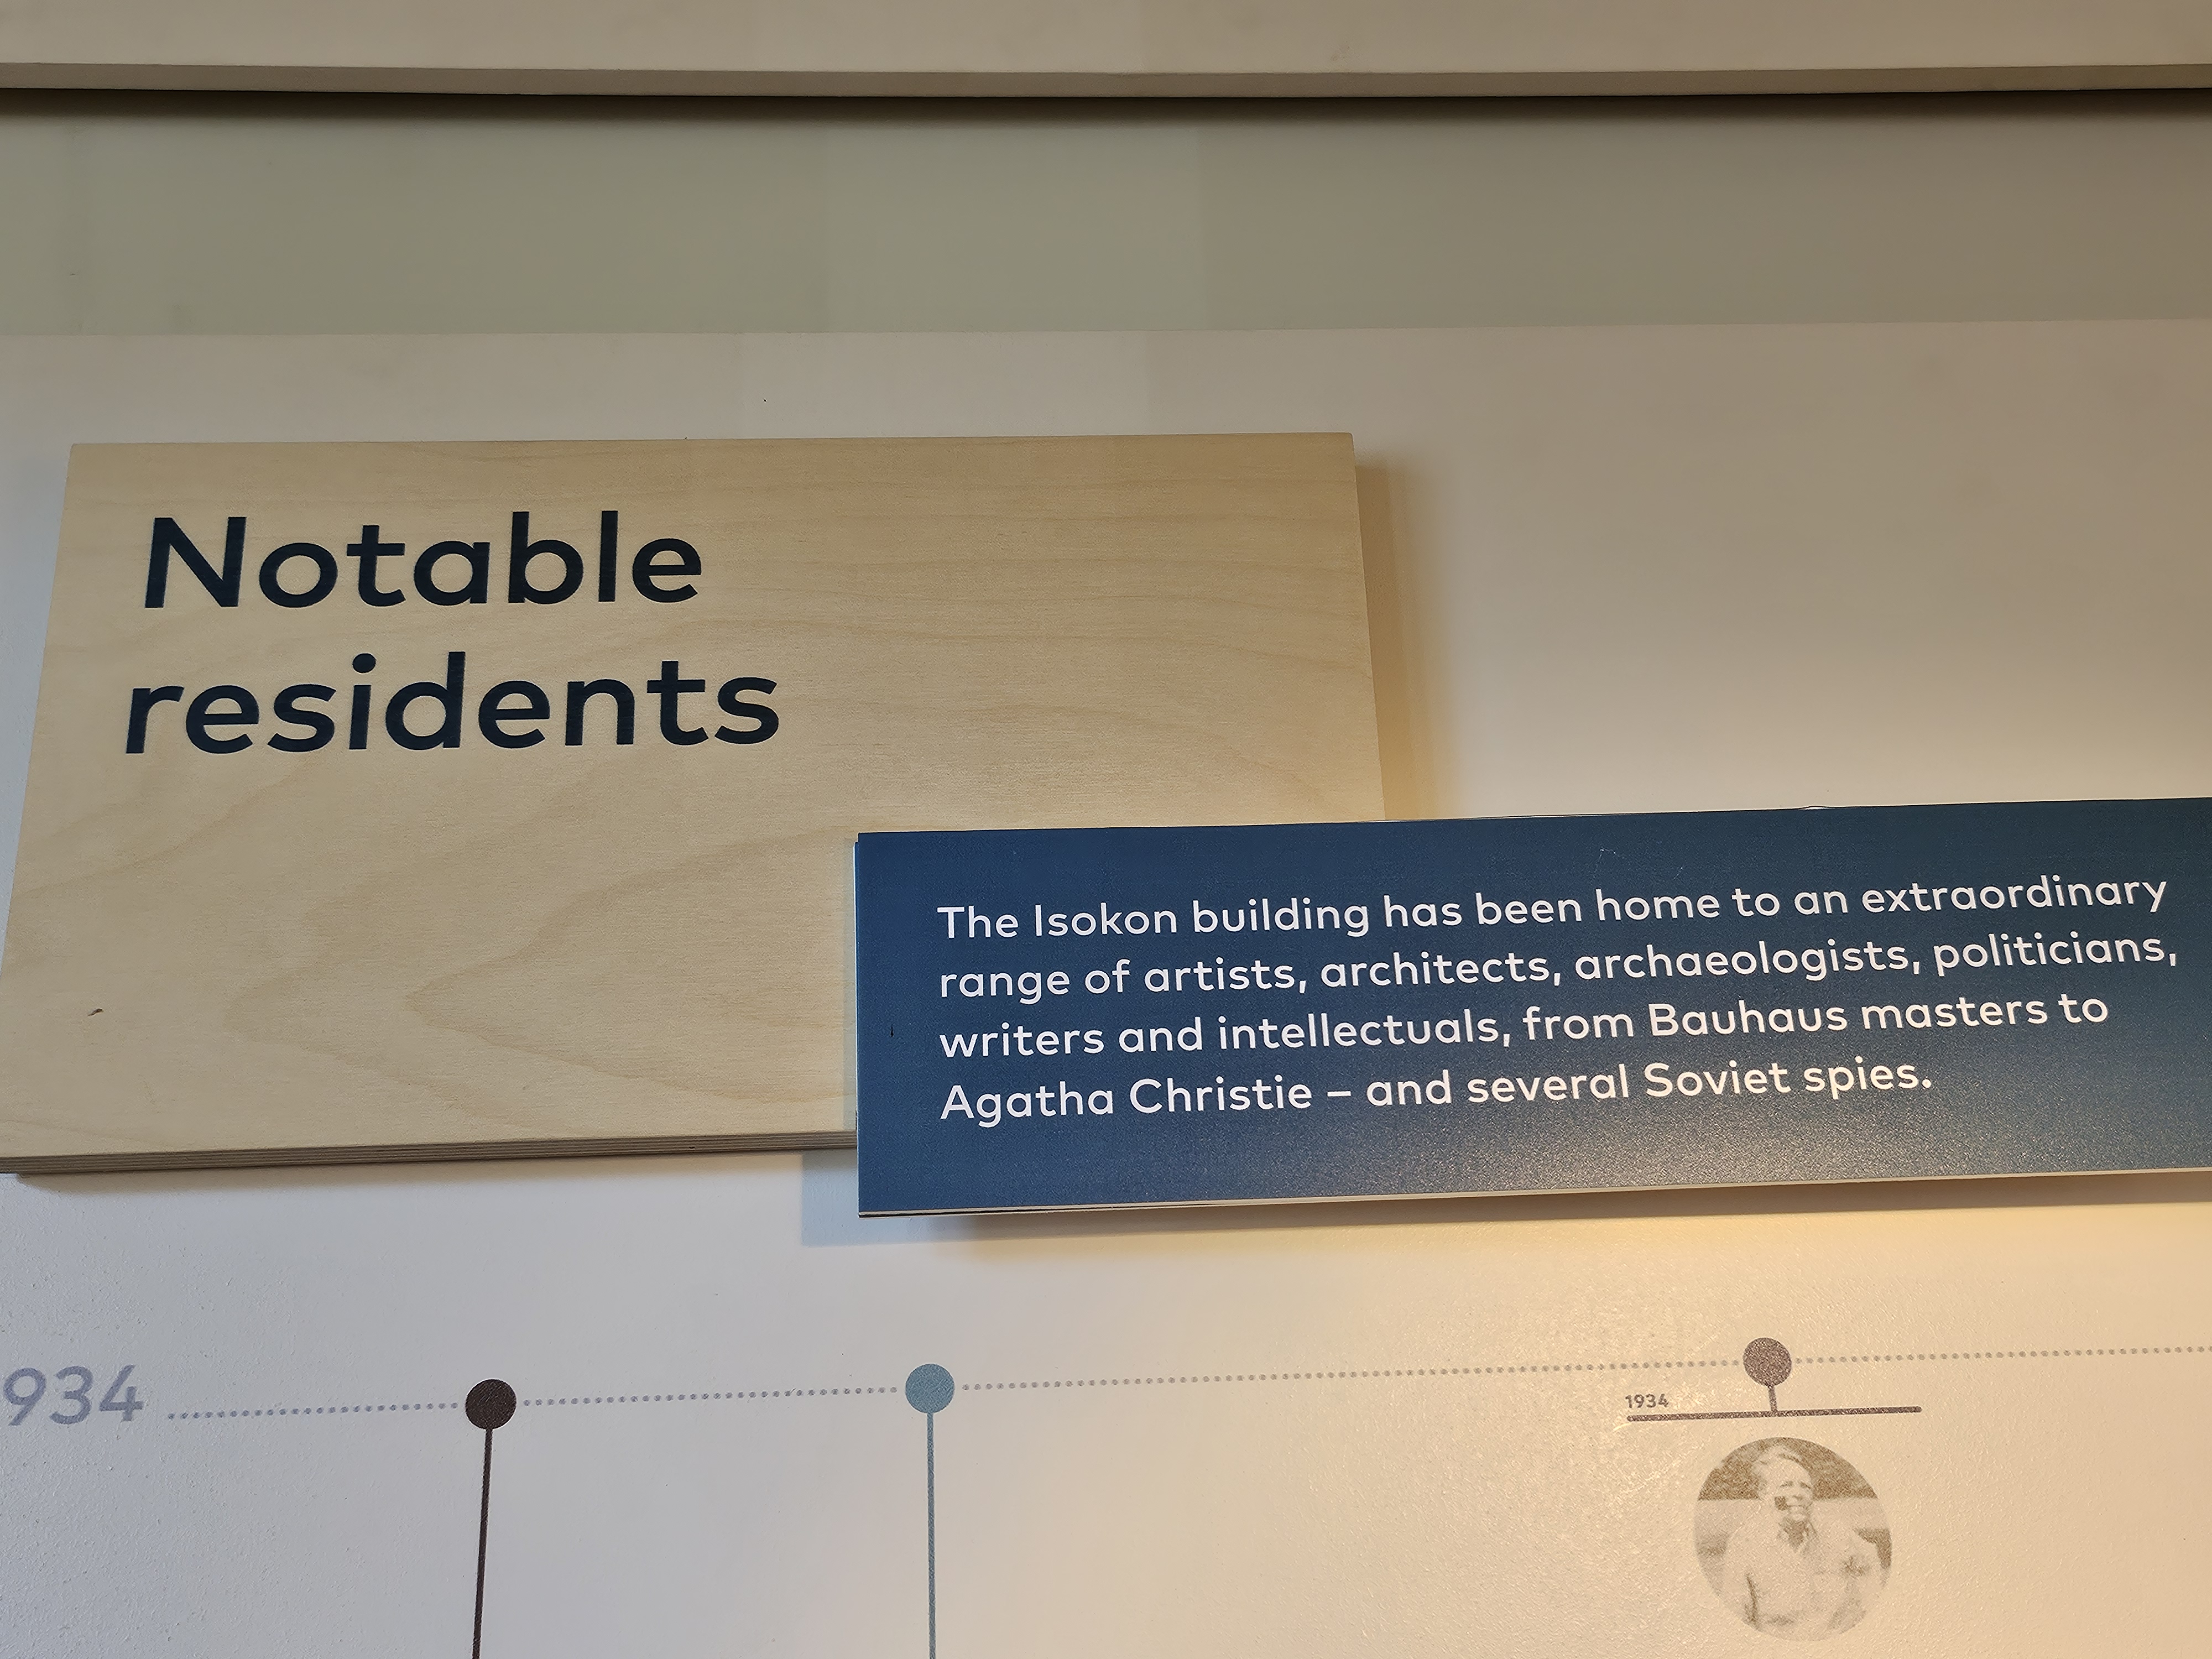 Notable
residents
The Isokon building has been home to an extraordinary
range of artists, architects, archaeologists, politicians,
writers and intellectuals, from Bauhaus masters to
Agatha Christie – and several Soviet spies.
934
1934